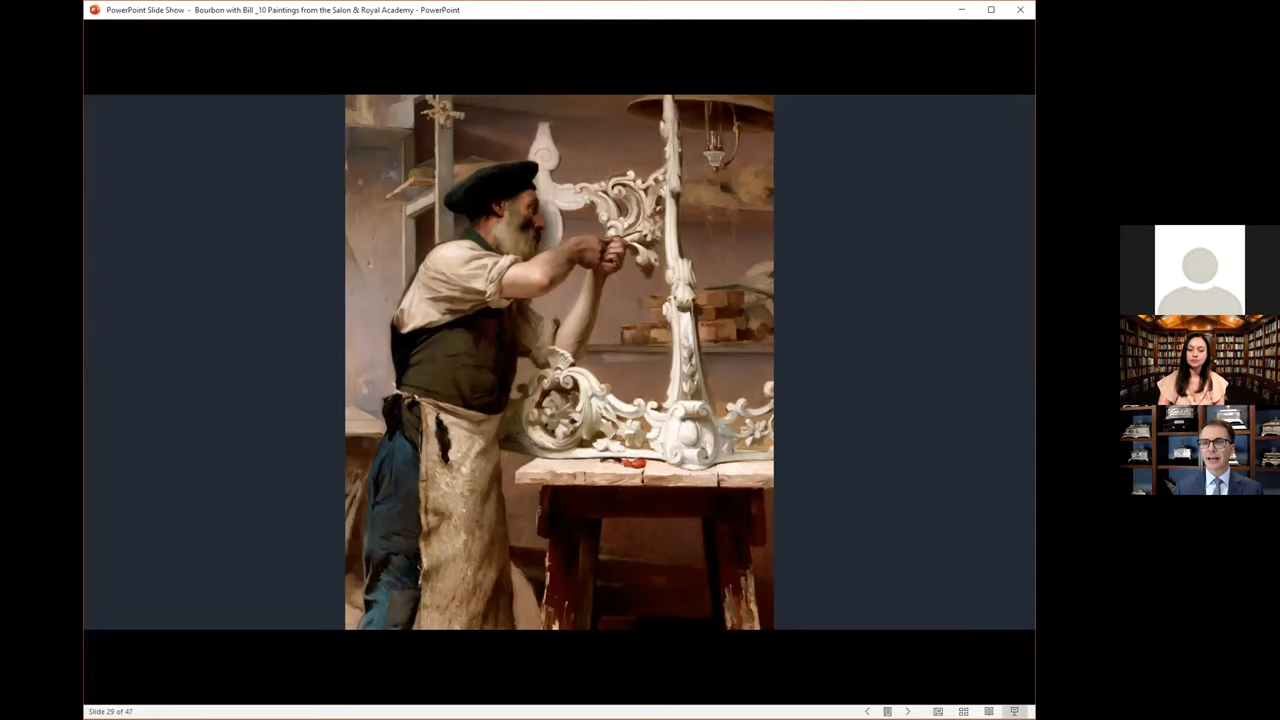 PowerPoint Slide Show - Bourbon with Bill _10 Paintings from the Salon & Royal Academy - PowerPoint
Slide 29 of 47